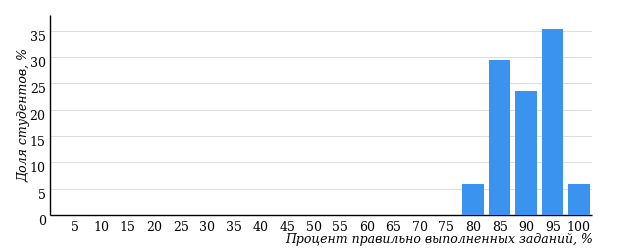 Доля студентов, %
35
30
25
20
15
10
5
0
5 10 15 20 25 30 35 40 45 50 55 60 65 70 75 80 85 90 95 100
Процент правильно выполненных заданий, %